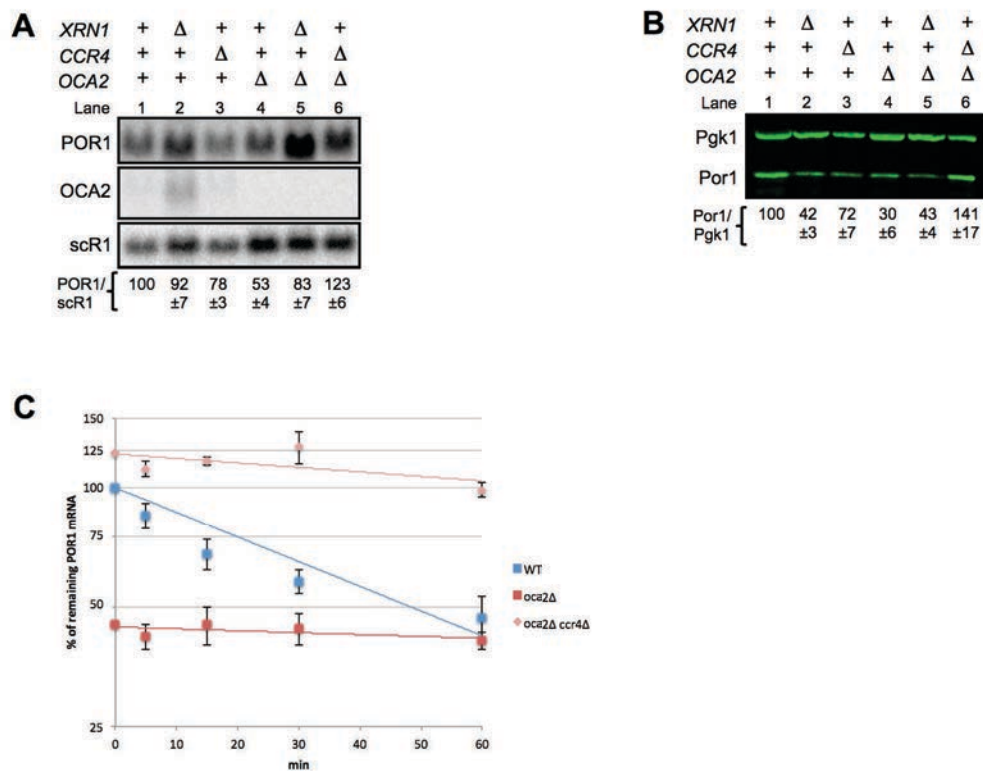 A
XRN1 + Δ + + Δ +
CCR4 + + Δ + + Δ
OCA2 + + + Δ Δ Δ
Lane 1 2 3 4 5 6
POR1
OCA2
scR1
POR1/ 100 92 78 53 83 123
scR1 ±7 ±3 ±4 ±7 ±6
B
XRN1 + Δ + + Δ +
CCR4 + + Δ + + Δ
OCA2 + + + Δ Δ Δ
Lane 1 2 3 4 5 6
Pgk1
Por1
Por1/ 100 42 72 30 43 141
Pgk1 ±3 ±7 ±6 ±4 ±17
C
% of remaining POR1 mRNA
150
125
100
75
50
25
0 10 20 30 40 50 60
min
WT
oca2Δ
oca2Δ ccr4Δ